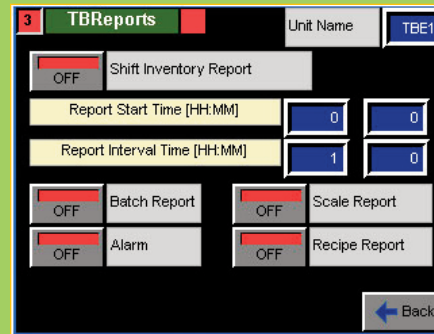 3 TBReports Unit Name TBE1
OFF Shift Inventory Report
Report Start Time [HH:MM] 0 0
Report Interval Time [HH:MM] 1 0
OFF Batch Report OFF Scale Report
OFF Alarm OFF Recipe Report
Back